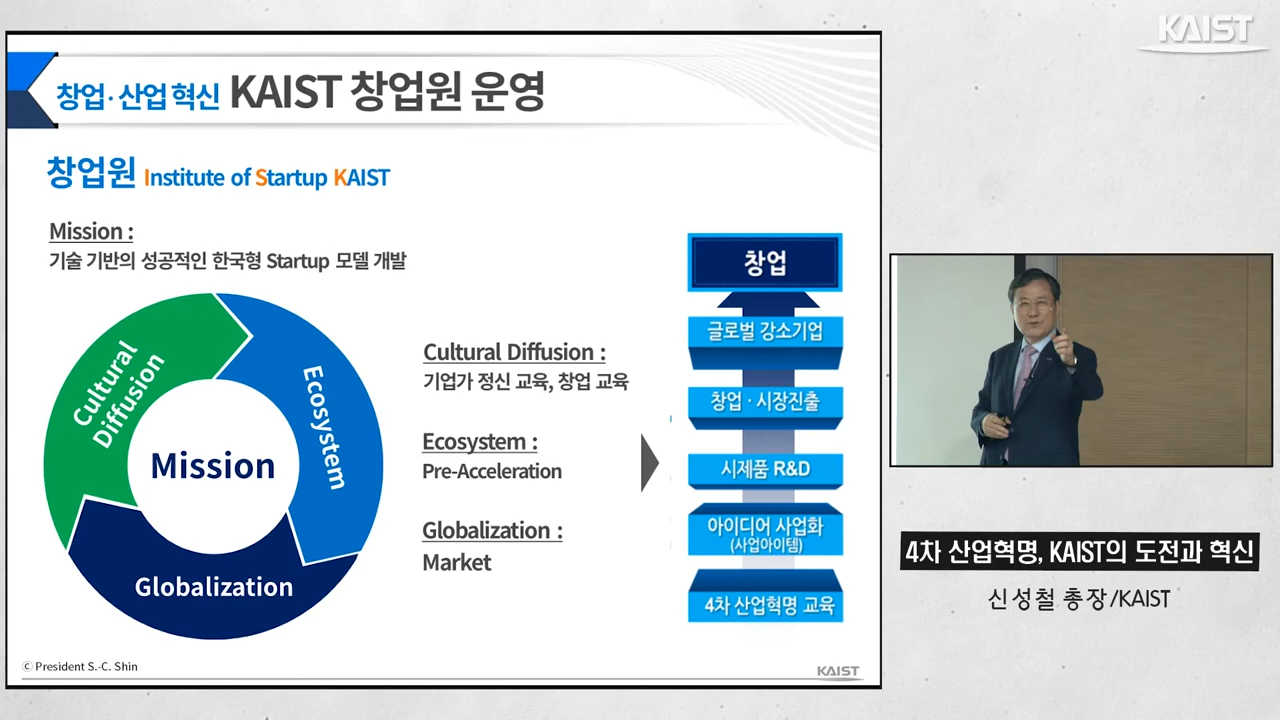 KAIST
창업·산업 혁신 KAIST 창업원 운영
창업원 Institute of Startup KAIST
Mission :
기술 기반의 성공적인 한국형 Startup 모델 개발
Cultural
Diffusion
Ecosystem
Mission
Globalization
Cultural Diffusion :
기업가 정신 교육, 창업 교육
Ecosystem :
Pre-Acceleration
Globalization :
Market
창업
글로벌 강소기업
창업·시장진출
시제품 R&D
아이디어 사업화
(사업아이템)
4차 산업혁명 교육
ⓒ President S.-C. Shin
KAIST
4차 산업혁명, KAIST의 도전과 혁신
신성철 총장/KAIST